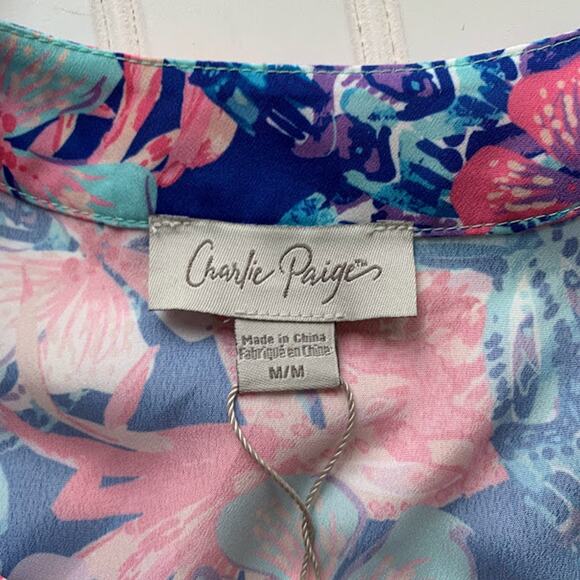 Charlie Paige™
Made in China
Fabriqué en Chine
M/M